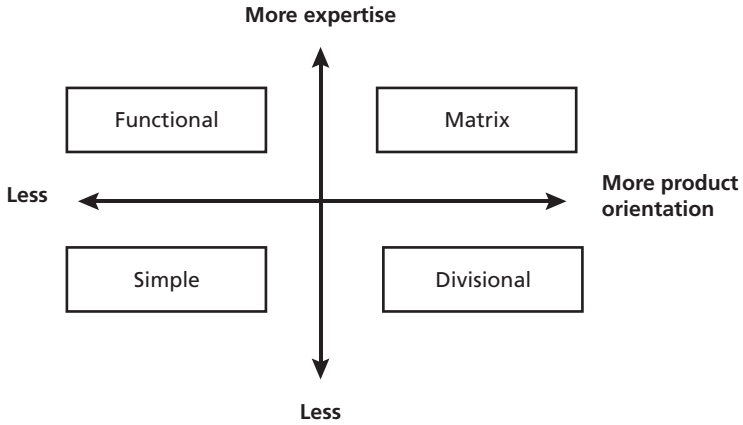 More expertise
Functional
Matrix
Less
More product
orientation
Simple
Divisional
Less